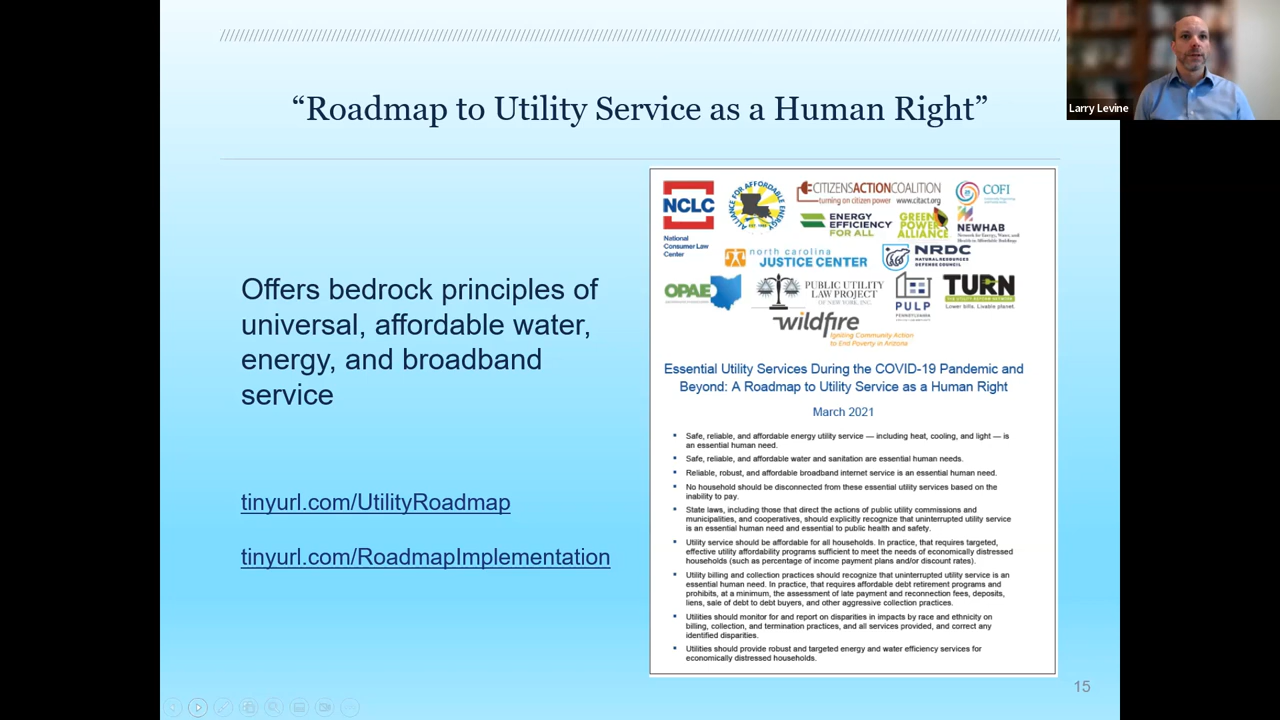 Larry Levine
“Roadmap to Utility Service as a Human Right”
Offers bedrock principles of
universal, affordable water,
energy, and broadband
service
tinyurl.com/UtilityRoadmap
tinyurl.com/RoadmapImplementation
NCLC
National
Consumer Law
Center
ALLIANCE FOR AFFORDABLE ENERGY
CITIZENSACTIONCOALITION
turning on citizen power www.citact.org
COFI
ENERGY
EFFICIENCY
FOR ALL
GREEN
POWER
ALLIANCE
NEWHAB
Network for Energy, Water, and
Health in Affordable Buildings
north carolina
JUSTICE CENTER
NRDC
NATURAL RESOURCES
DEFENSE COUNCIL
OPAE
PUBLIC UTILITY
LAW PROJECT
OF NEW YORK, INC.
PULP
PENNSYLVANIA
TURN
THE UTILITY REFORM NETWORK
Lower bills. Livable planet.
wildfire
Igniting Community Action
to End Poverty in Arizona
Essential Utility Services During the COVID-19 Pandemic and
Beyond: A Roadmap to Utility Service as a Human Right
March 2021
Safe, reliable, and affordable energy utility service — including heat, cooling, and light — is
an essential human need.
Safe, reliable, and affordable water and sanitation are essential human needs.
Reliable, robust, and affordable broadband internet service is an essential human need.
No household should be disconnected from these essential utility services based on the
inability to pay.
State laws, including those that direct the actions of public utility commissions and
municipalities, and cooperatives, should explicitly recognize that uninterrupted utility service
is an essential human need and essential to public health and safety.
Utility service should be affordable for all households. In practice, that requires targeted,
effective utility affordability programs sufficient to meet the needs of economically distressed
households (such as percentage of income payment plans and/or discount rates).
Utility billing and collection practices should recognize that uninterrupted utility service is an
essential human need. In practice, that requires affordable debt retirement programs and
prohibits, at a minimum, the assessment of late payment and reconnection fees, deposits,
liens, sale of debt to debt buyers, and other aggressive collection practices.
Utilities should monitor for and report on disparities in impacts by race and ethnicity on
billing, collection, and termination practices, and all services provided, and correct any
identified disparities.
Utilities should provide robust and targeted energy and water efficiency services for
economically distressed households.
15